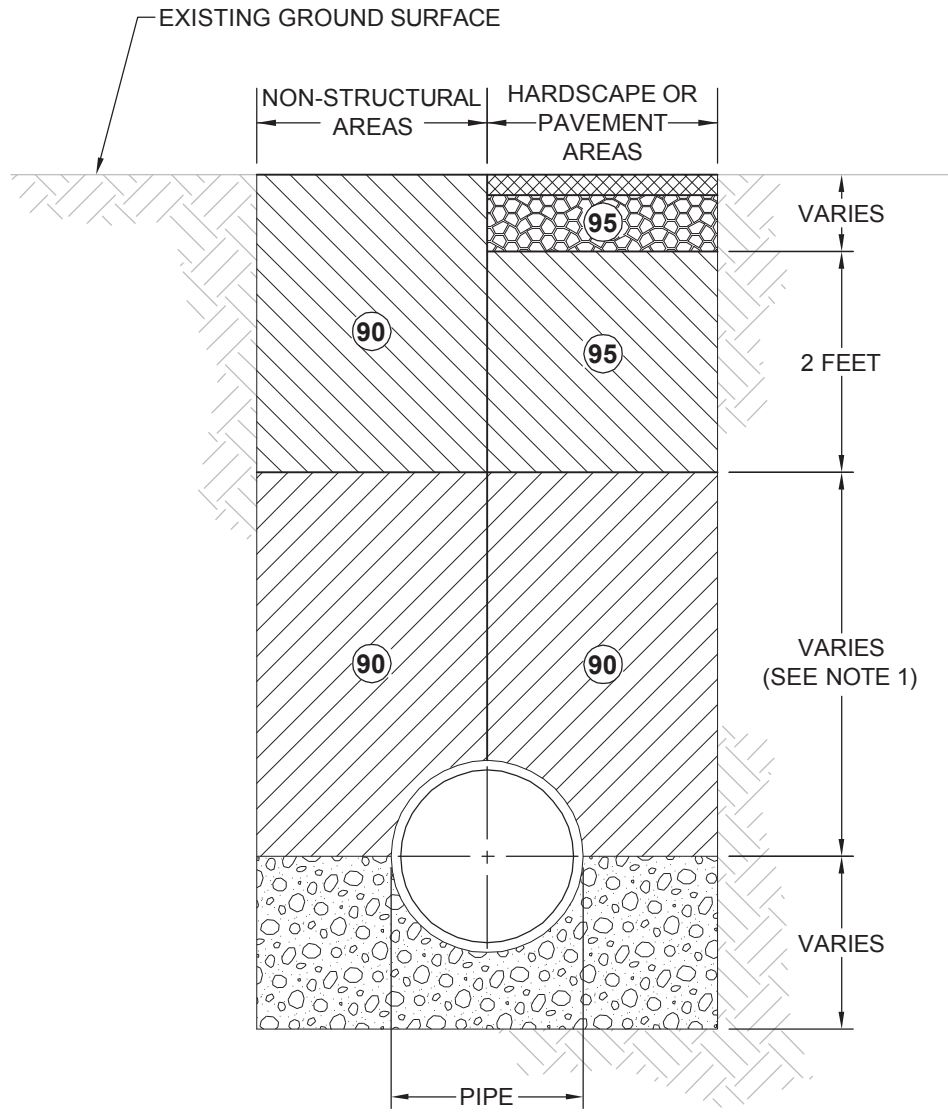 EXISTING GROUND SURFACE
NON-STRUCTURAL
AREAS
HARDSCAPE OR
PAVEMENT
AREAS
VARIES
95
2 FEET
90
95
VARIES
(SEE NOTE 1)
90
90
VARIES
PIPE